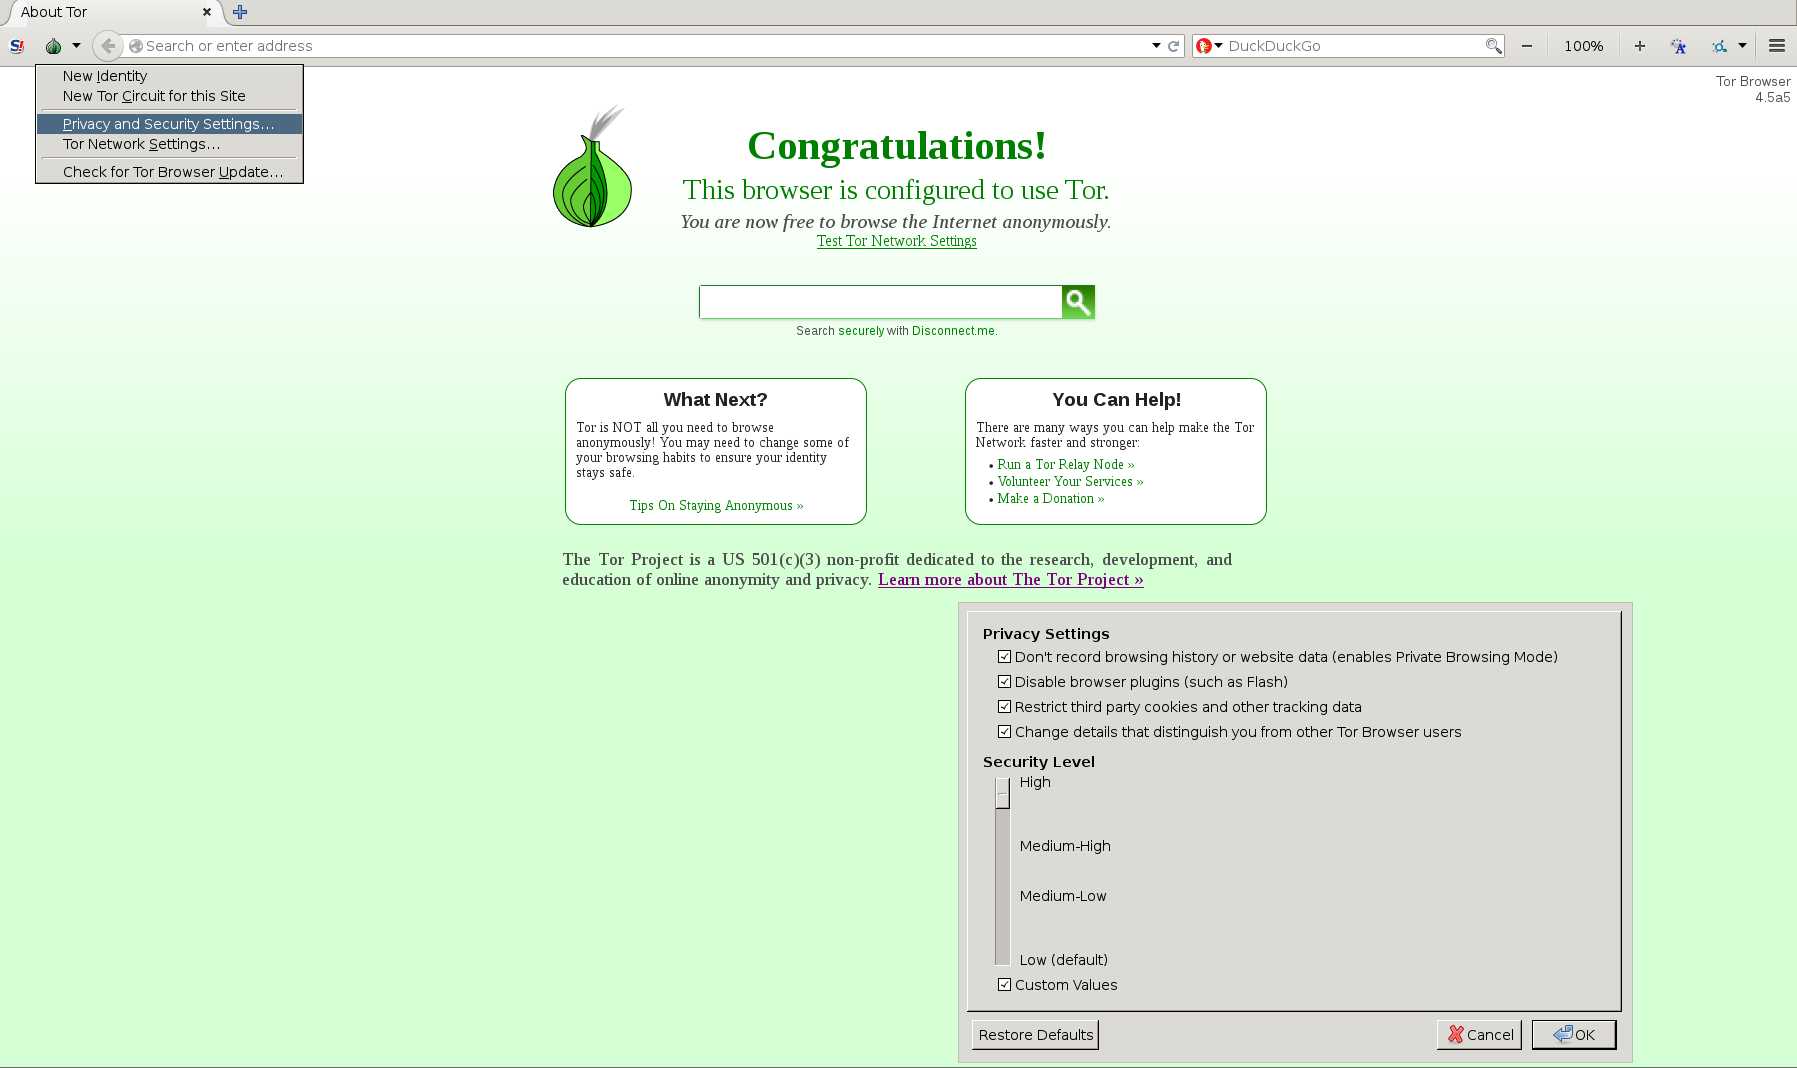 About Tor
Search or enter address
DuckDuckGo
100%
New Identity
New Tor Circuit for this Site
Privacy and Security Settings...
Tor Network Settings...
Check for Tor Browser Update...
Tor Browser
4.5a5
Congratulations!
This browser is configured to use Tor.
You are now free to browse the Internet anonymously.
Test Tor Network Settings
Search securely with Disconnect.me.
What Next?
Tor is NOT all you need to browse
anonymously! You may need to change some of
your browsing habits to ensure your identity
stays safe.
Tips On Staying Anonymous »
You Can Help!
There are many ways you can help make the Tor
Network faster and stronger:
• Run a Tor Relay Node »
• Volunteer Your Services »
• Make a Donation »
The Tor Project is a US 501(c)(3) non-profit dedicated to the research, development, and
education of online anonymity and privacy. Learn more about The Tor Project »
Privacy Settings
Don't record browsing history or website data (enables Private Browsing Mode)
Disable browser plugins (such as Flash)
Restrict third party cookies and other tracking data
Change details that distinguish you from other Tor Browser users
Security Level
High
Medium-High
Medium-Low
Low (default)
Custom Values
Restore Defaults
Cancel
OK